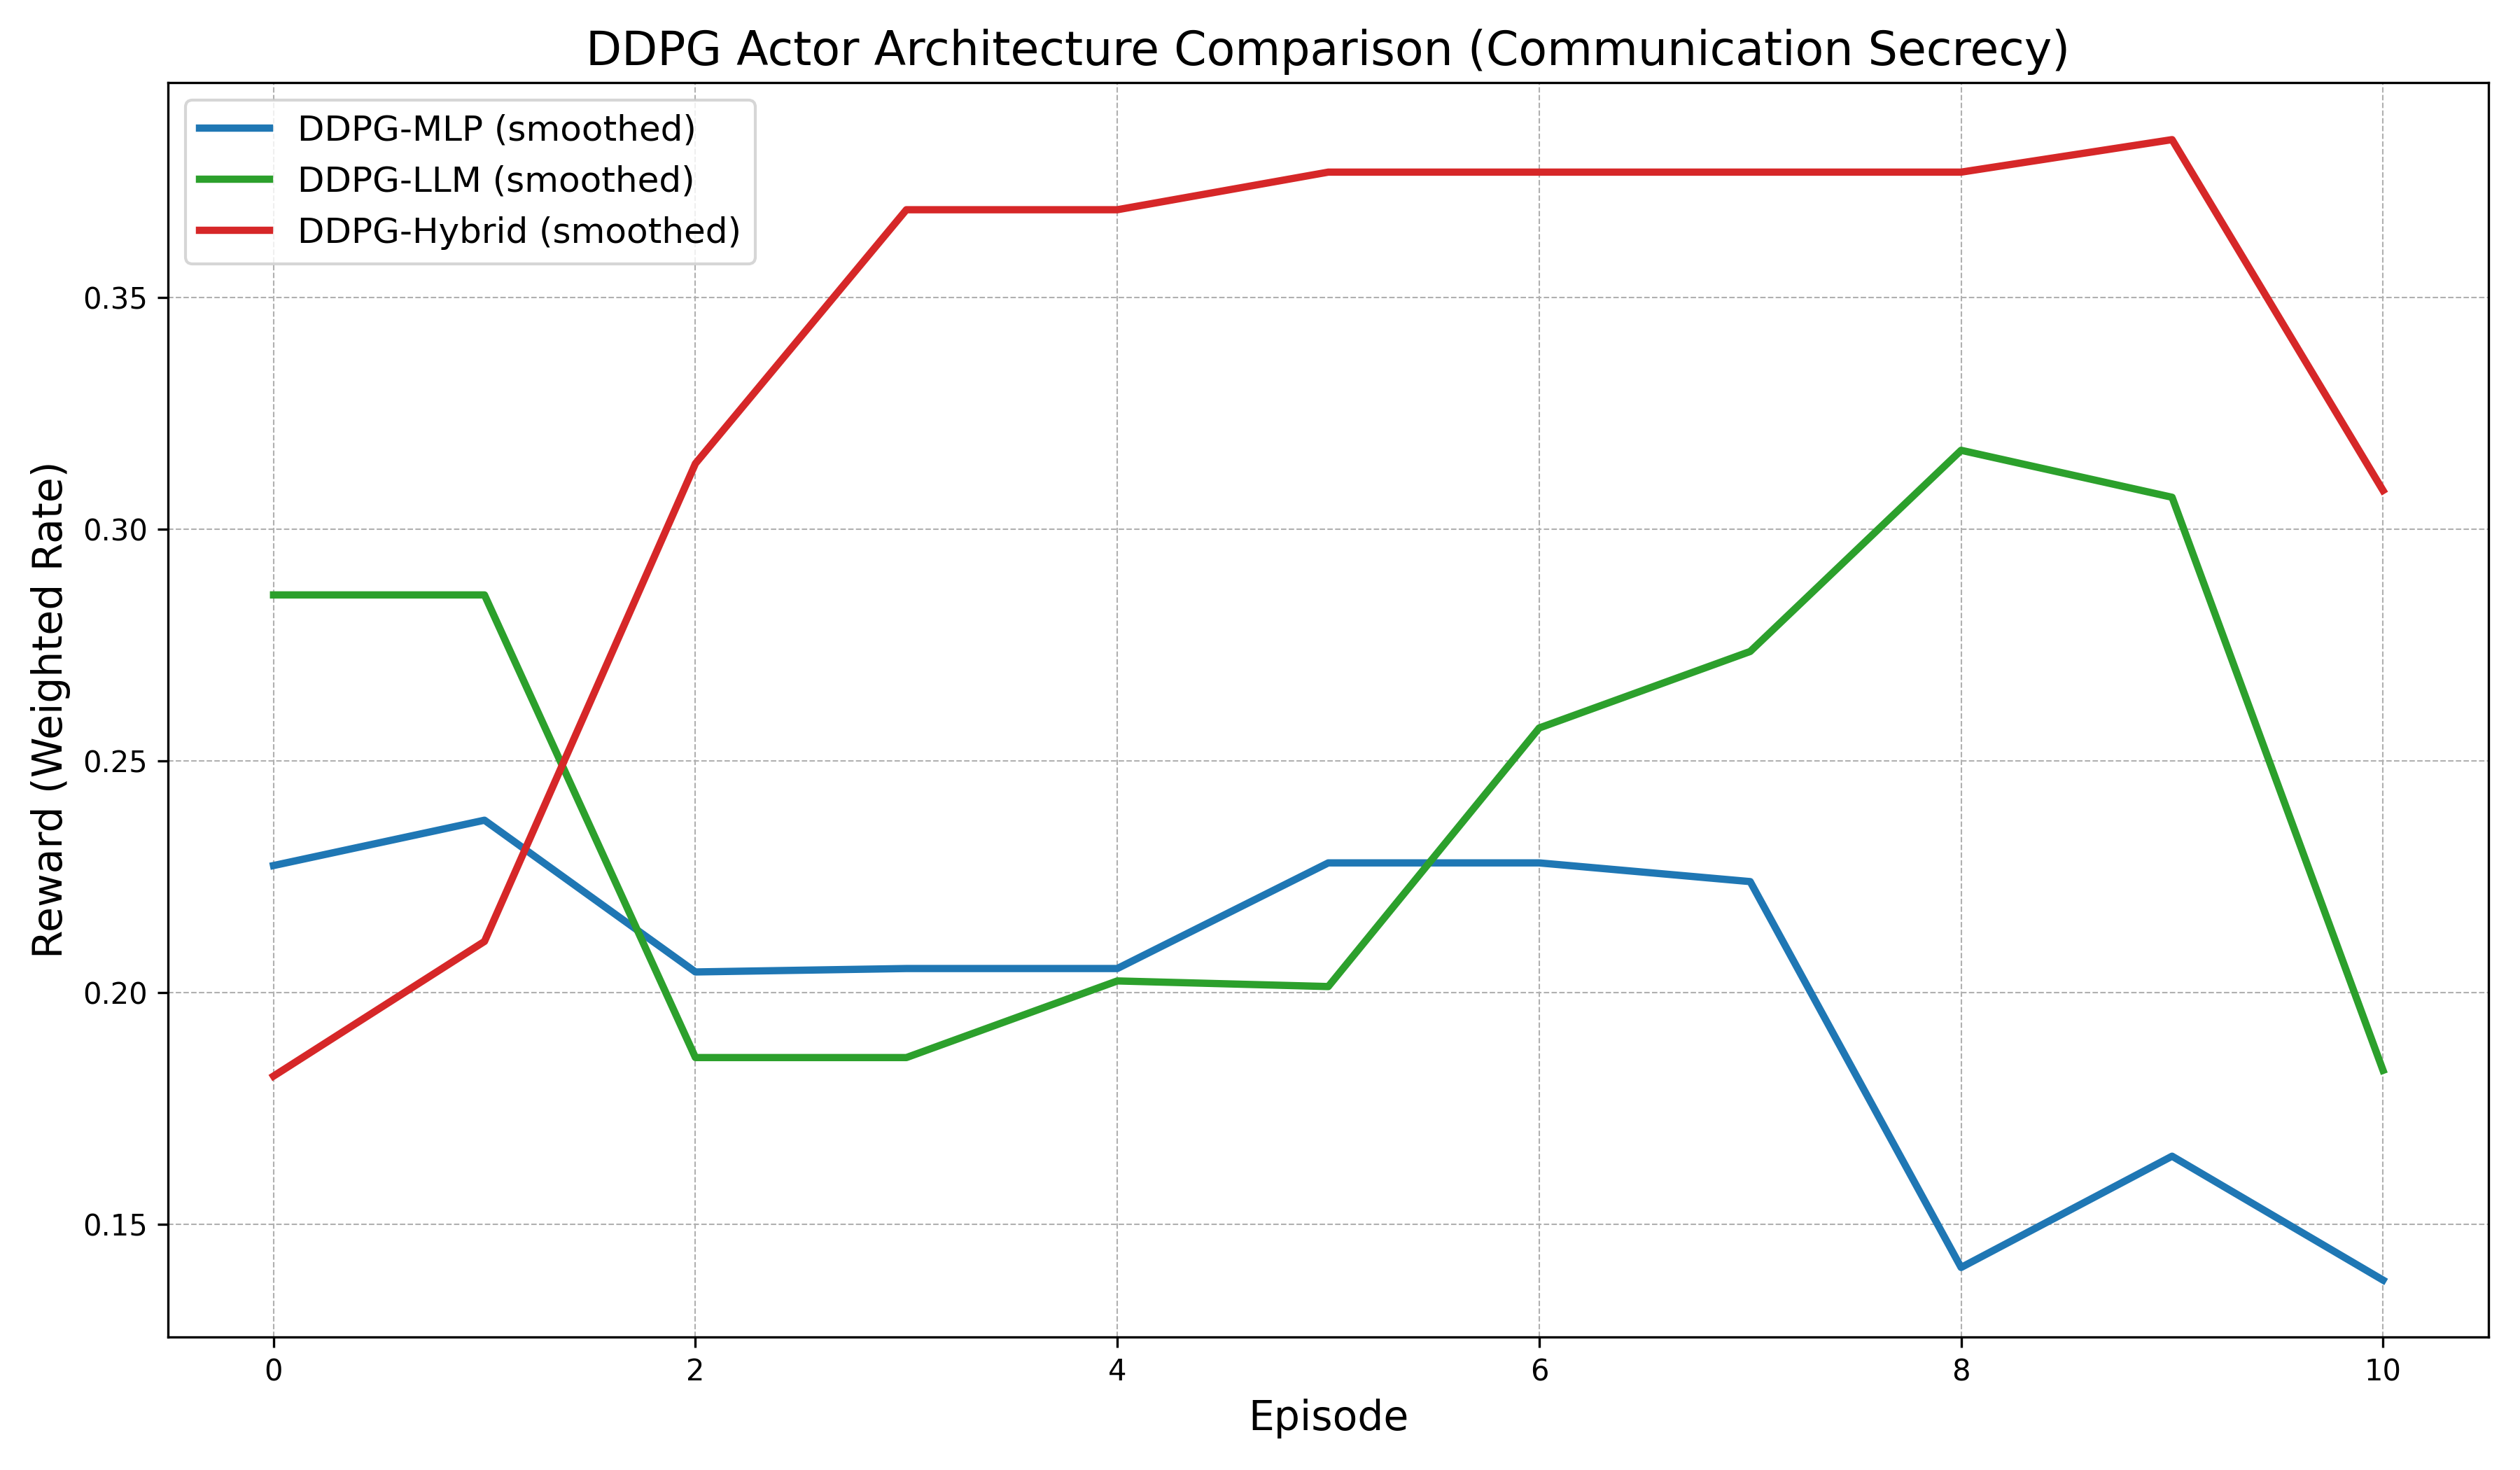 DDPG Actor Architecture Comparison (Communication Secrecy)
DDPG-MLP (smoothed)
DDPG-LLM (smoothed)
DDPG-Hybrid (smoothed)
Reward (Weighted Rate)
0.35
0.30
0.25
0.20
0.15
0 2 4 6 8 10
Episode